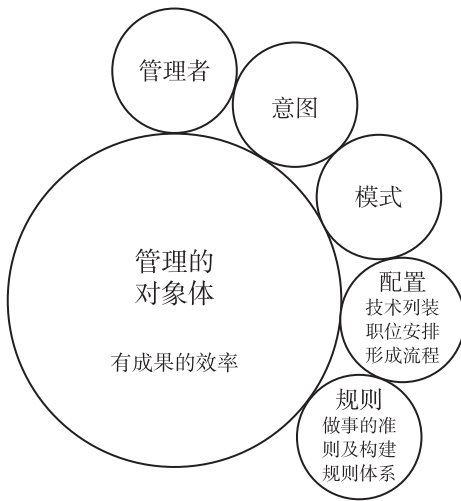 管理者
意图
模式
管理的
对象体
有成果的效率
配置
技术列装
职位安排
形成流程
规则
做事的准
则及构建
规则体系